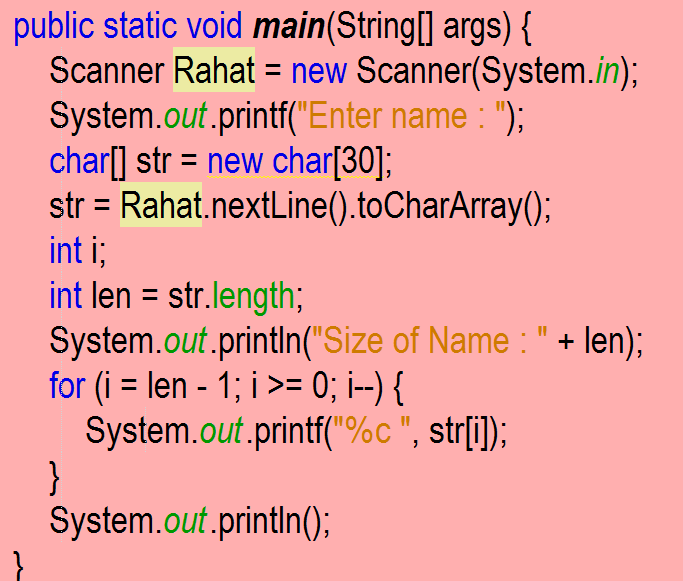 public static void main(String[] args) {
Scanner Rahat = new Scanner(System.in);
System.out.printf("Enter name : ");
char[] str = new char[30];
str = Rahat.nextLine().toCharArray();
int i;
int len = str.length;
System.out.println("Size of Name : " + len);
for (i = len - 1; i >= 0; i--) {
System.out.printf("%c ", str[i]);
}
System.out.println();
}